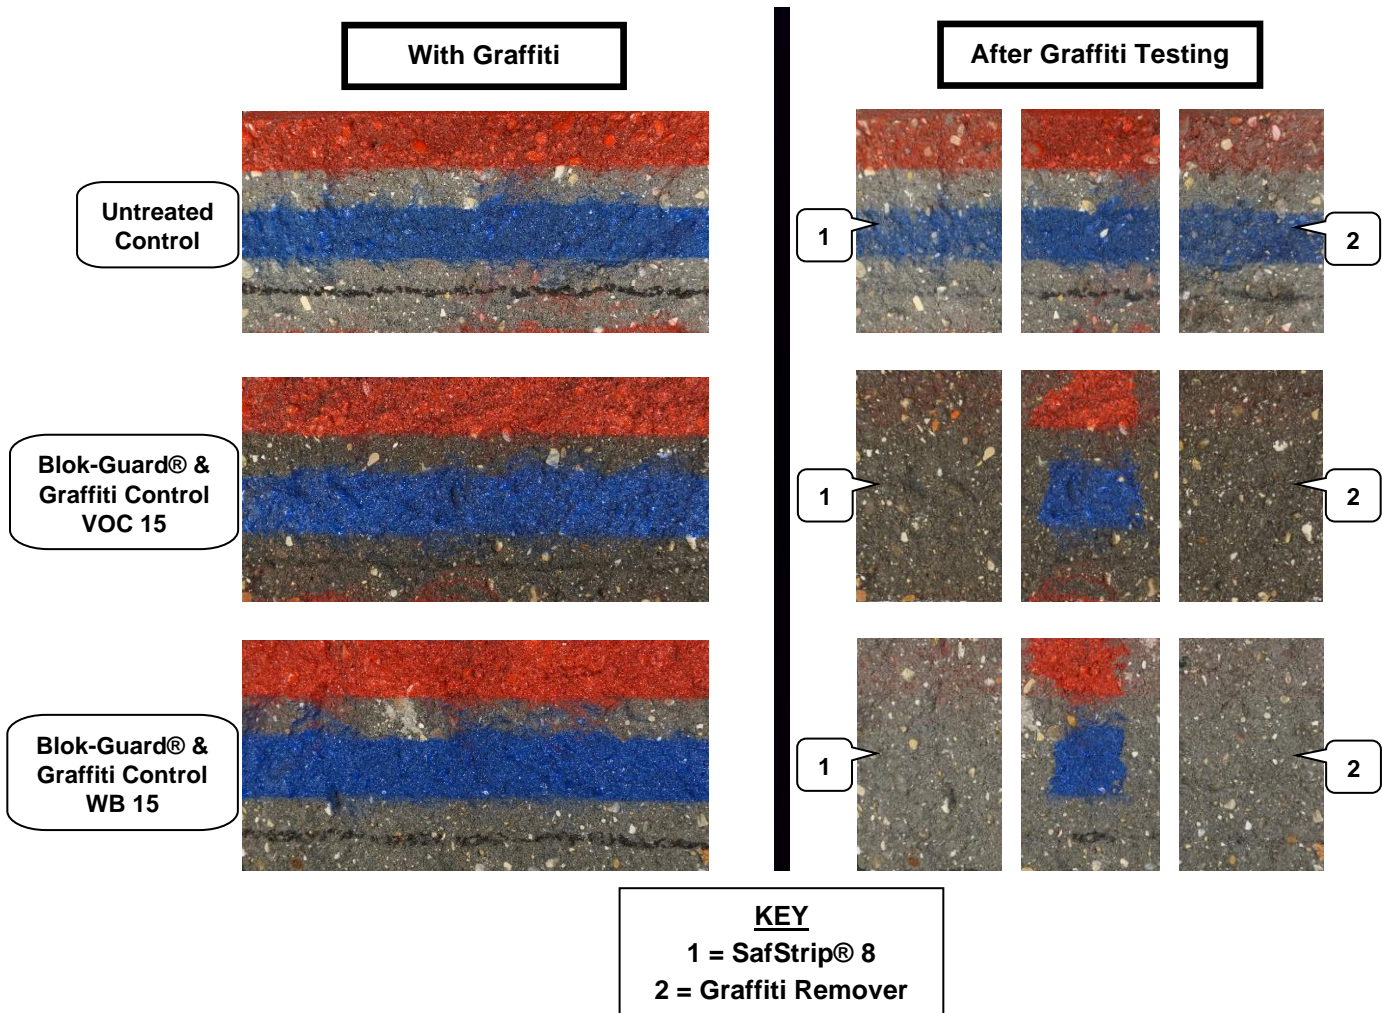 With Graffiti
After Graffiti Testing
Untreated
Control
1
2
Blok-Guard® &
Graffiti Control
VOC 15
1
2
Blok-Guard® &
Graffiti Control
WB 15
1
2
KEY
1 = SafStrip® 8
2 = Graffiti Remover